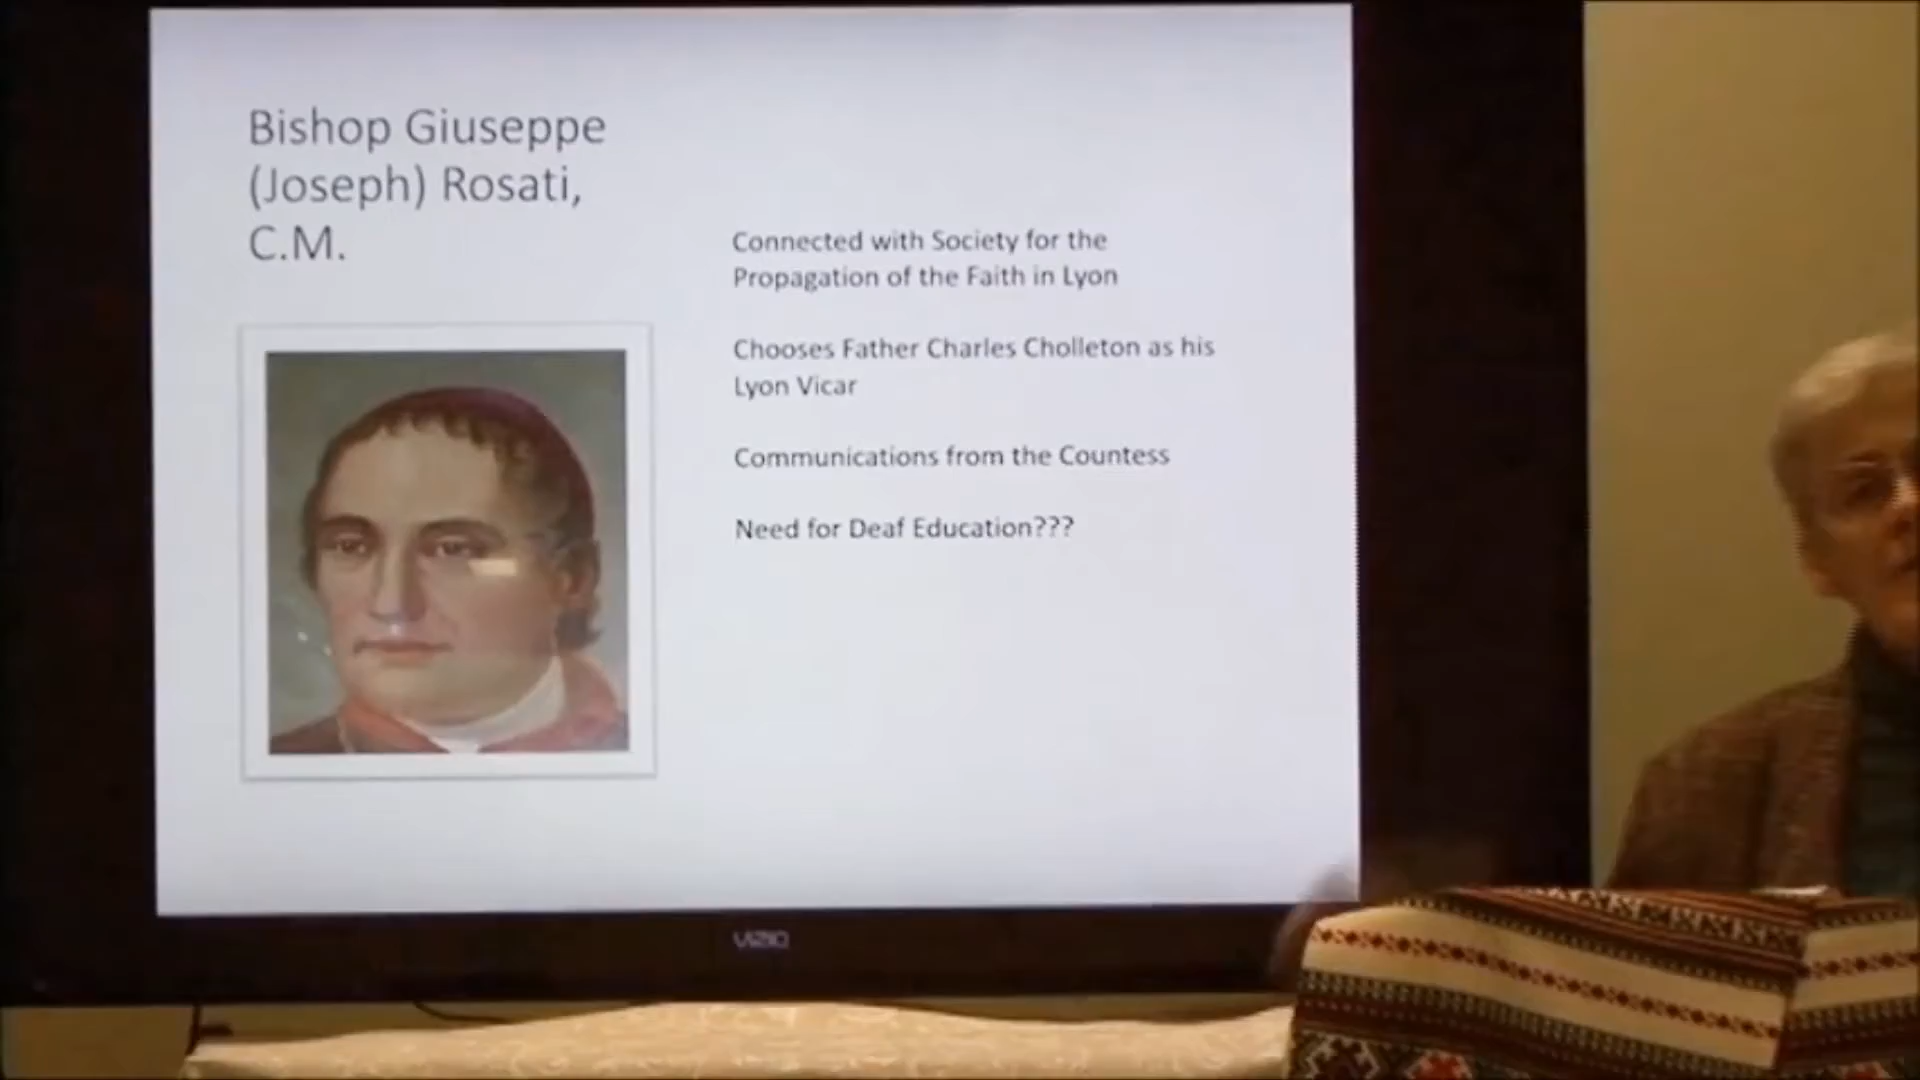 Bishop Giuseppe
(Joseph) Rosati,
C.M.
Connected with Society for the
Propagation of the Faith in Lyon
Chooses Father Charles Cholleton as his
Lyon Vicar
Communications from the Countess
Need for Deaf Education???
VIZIO